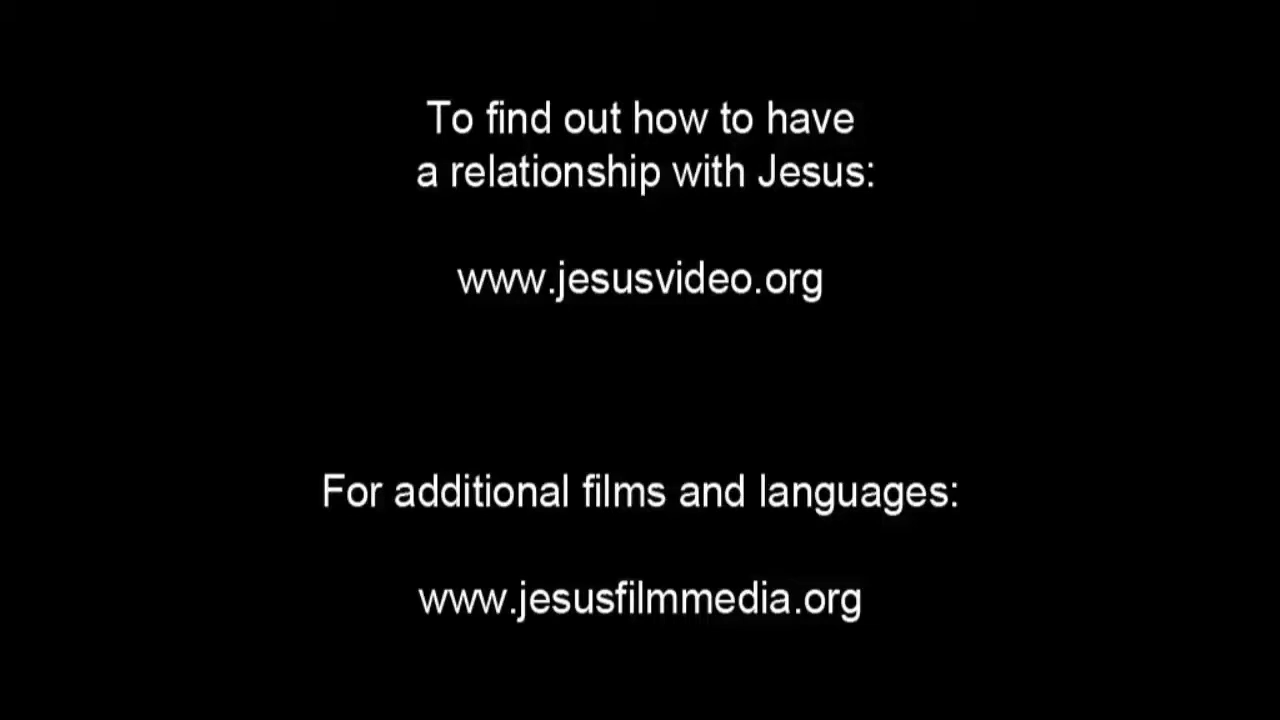 To find out how to have
a relationship with Jesus:
www.jesusvideo.org
For additional films and languages:
www.jesusfilmmedia.org